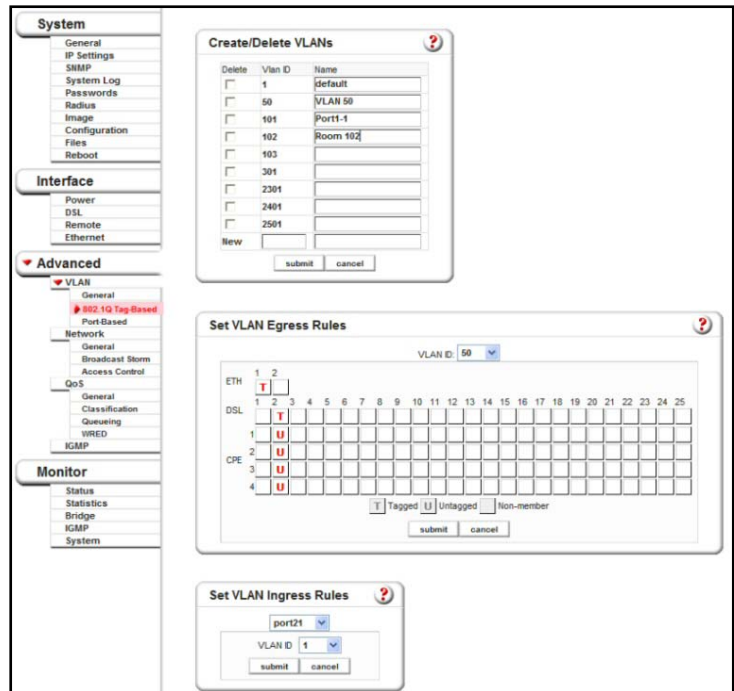 System
General
IP Settings
SNMP
System Log
Passwords
Radius
Image
Configuration
Files
Reboot
Interface
Power
DSL
Remote
Ethernet
Advanced
VLAN
General
802.1Q Tag-Based
Port-Based
Network
General
Broadcast Storm
Access Control
QoS
General
Classification
Queueing
WRED
IGMP
Monitor
Status
Statistics
Bridge
IGMP
System
Create/Delete VLANs ?
Delete Vlan ID Name
1 default
50 VLAN 50
101 Port1-1
102 Room 102
103
301
2301
2401
2501
New
submit cancel
Set VLAN Egress Rules ?
VLAN ID: 50
1 2
ETH T
1 2 3 4 5 6 7 8 9 10 11 12 13 14 15 16 17 18 19 20 21 22 23 24 25
DSL T
1 U
CPE 2 U
3 U
4 U
T Tagged U Untagged Non-member
submit cancel
Set VLAN Ingress Rules ?
port21
VLAN ID 1
submit cancel